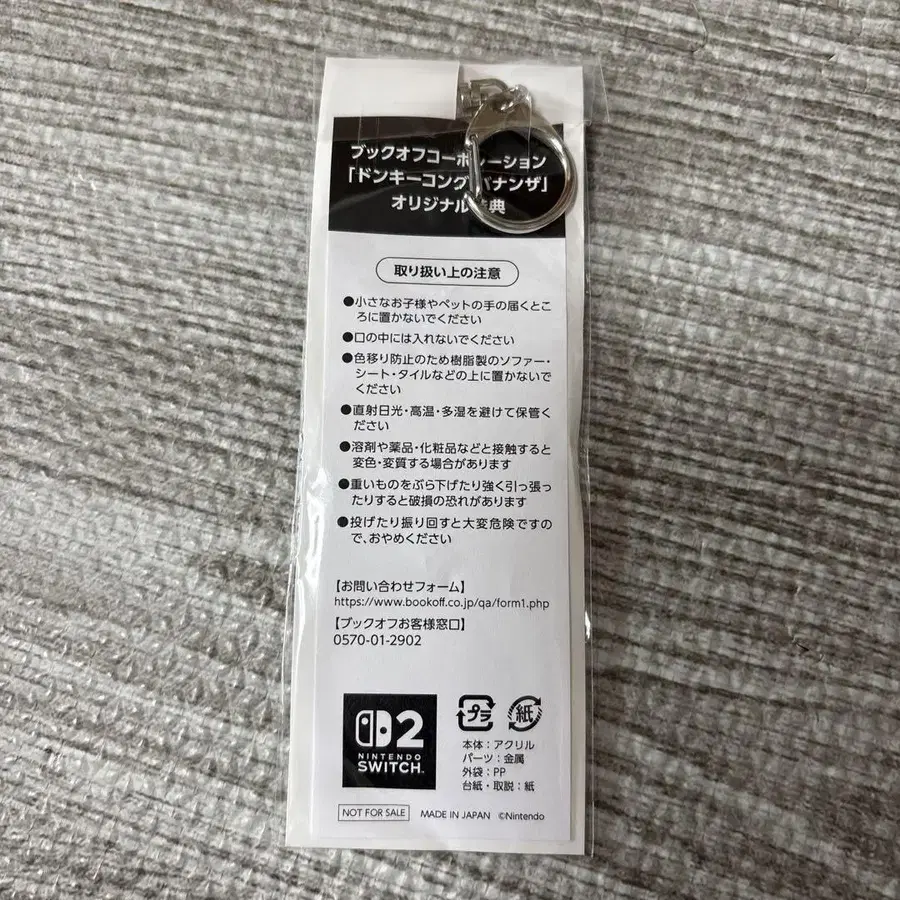 ブックオフコーポレーション
「ドンキーコング バナンザ」
オリジナル特典
取り扱い上の注意
●小さなお子様やペットの手の届くとこ
ろに置かないでください
●口の中には入れないでください
●色移り防止のため樹脂製のソファー・
シート・タイルなどの上に置かないで
ください
●直射日光・高温・多湿を避けて保管く
ださい
●溶剤や薬品・化粧品などと接触すると
変色・変質する場合があります
●重いものをぶら下げたり強く引っ張っ
たりすると破損の恐れがあります
●投げたり振り回すと大変危険ですの
で、おやめください
【お問い合わせフォーム】
https://www.bookoff.co.jp/qa/form1.php
【ブックオフお客様窓口】
0570-01-2902
2
NINTENDO
SWITCH™
プラ
紙
本体:アクリル
パーツ:金属
外袋:PP
台紙・取説:紙
NOT FOR SALE
MADE IN JAPAN ©Nintendo